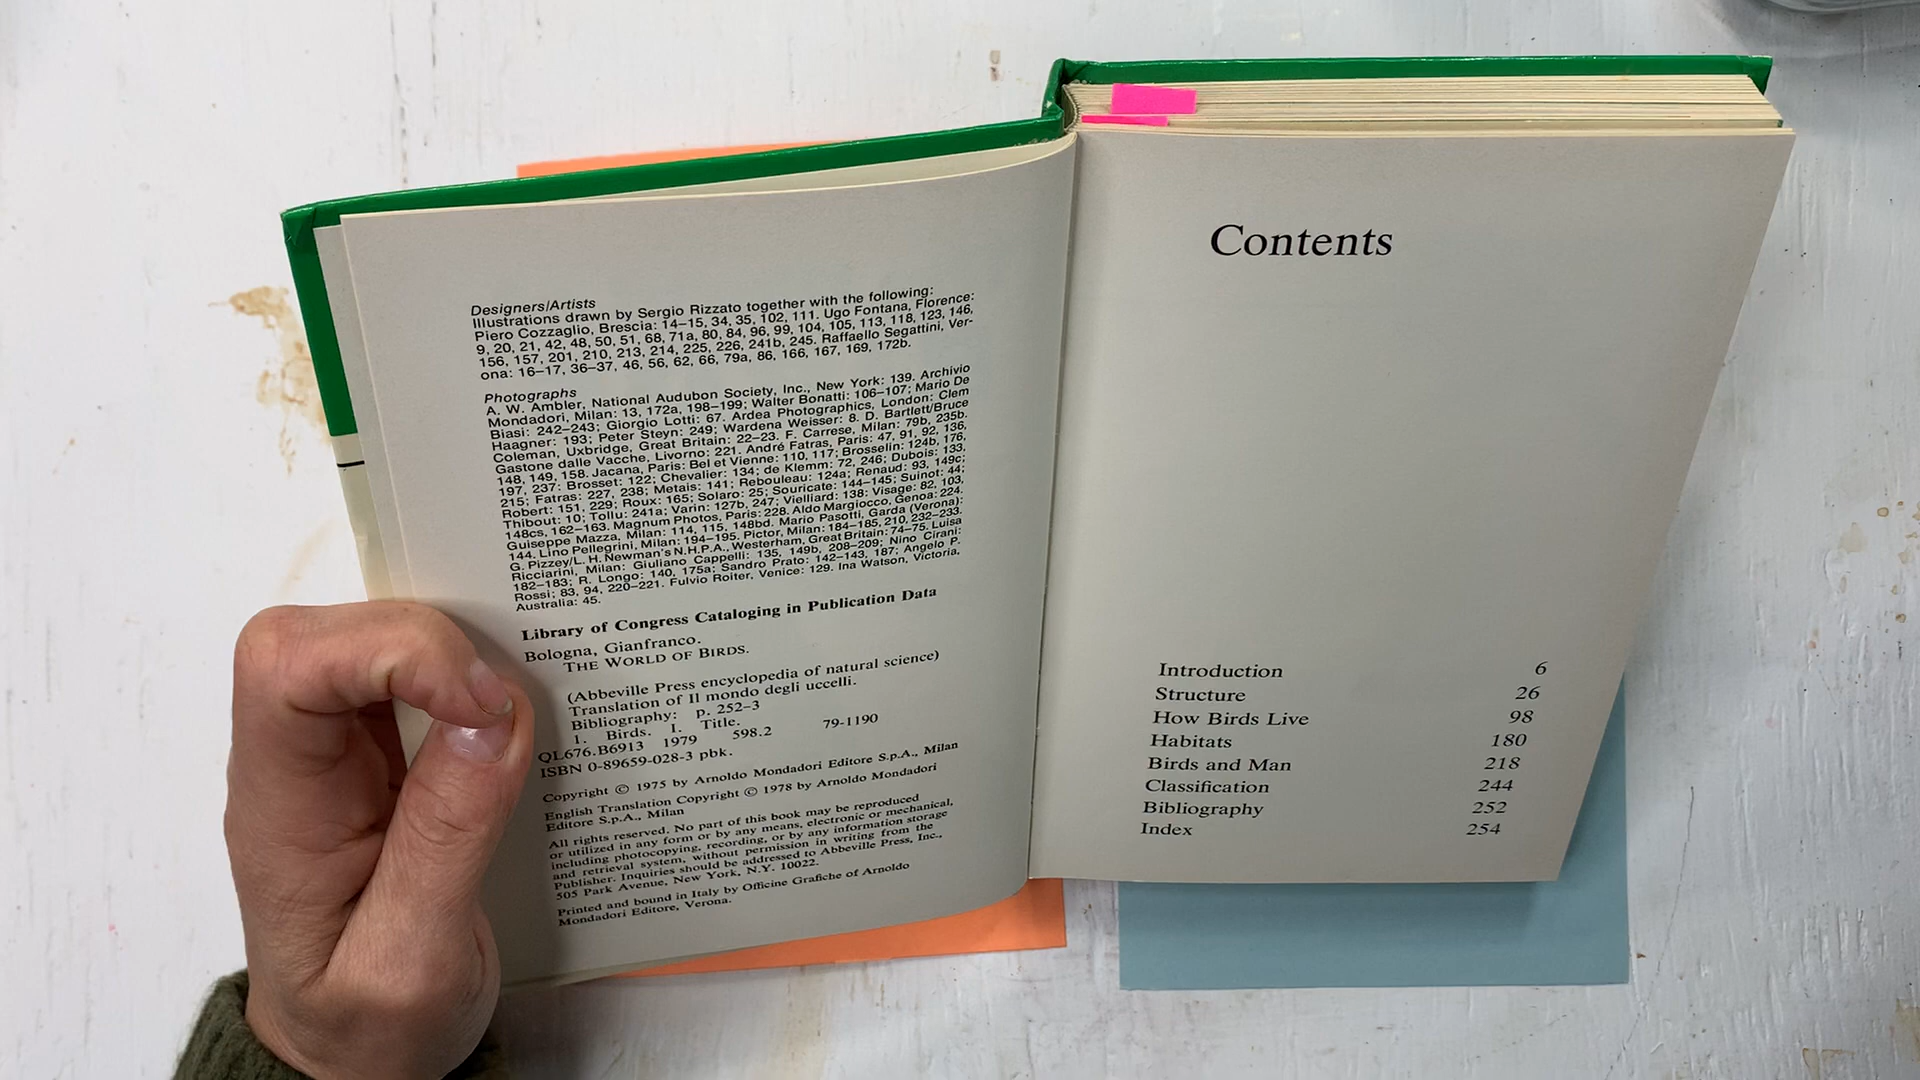 Designers/Artists
Illustrations drawn by Sergio Rizzato together with the following:
Piero Cozzaglio, Brescia: 14–15, 34, 35, 102, 111. Ugo Fontana, Florence:
9, 20, 21, 42, 48, 50, 51, 68, 71a, 80, 84, 96, 99, 104, 105, 113, 118, 123, 146,
156, 157, 201, 210, 213, 214, 225, 226, 241b, 245. Raffaello Segattini, Ver-
ona: 16–17, 36–37, 46, 56, 62, 66, 79a, 86, 166, 167, 169, 172b.
Photographs
A. W. Ambler, National Audubon Society, Inc., New York: 139. Archivio
Mondadori, Milan: 13, 172a, 198–199; Walter Bonatti: 106–107; Mario De
Biasi: 242–243; Giorgio Lotti: 67. Ardea Photographics, London: Clem
Haagner: 193; Peter Steyn: 249; Wardena Weisser: 8. D. Bartlett/Bruce
Coleman, Uxbridge, Great Britain: 22–23. F. Carrese, Milan: 79b, 235b.
Gastone dalle Vacche, Livorno: 221. André Fatras, Paris: 47, 91, 92, 136,
148, 149, 158. Jacana, Paris: Bel et Vienne: 110, 117; Brosselin: 124b, 176,
197, 237; Brosset: 122; Chevalier: 134; de Klemm: 72, 246; Dubois: 133,
215; Fatras: 227, 238; Metais: 141; Rebouleau: 124a; Renaud: 93, 149c;
Robert: 151, 229; Roux: 165; Solaro: 25; Souricate: 144–145; Suinot: 44;
Thibout: 10; Tollu: 241a; Varin: 127b, 247; Vielliard: 138: Visage: 82, 103,
148cs, 162–163. Magnum Photos, Paris: 228. Aldo Margiocco, Genoa: 224.
Guiseppe Mazza, Milan: 114, 115, 148bd. Mario Pasotti, Garda (Verona):
144. Lino Pellegrini, Milan: 194–195. Pictor, Milan: 184–185, 210, 232–233.
G. Pizzey/L. H. Newman's N.H.P.A., Westerham, Great Britain: 74–75. Luisa
Ricciarini, Milan: Giuliano Cappelli: 135, 149b, 208–209; Nino Cirani:
182–183; R. Longo: 140, 175a; Sandro Prato: 142–143, 187; Angelo P.
Rossi; 83, 94, 220–221. Fulvio Roiter, Venice: 129. Ina Watson, Victoria,
Australia: 45.
Library of Congress Cataloging in Publication Data
Bologna, Gianfranco.
THE WORLD OF BIRDS.
(Abbeville Press encyclopedia of natural science)
Translation of Il mondo degli uccelli.
Bibliography: p. 252–3
1. Birds. I. Title.
QL676.B6913 1979 598.2 79-1190
ISBN 0-89659-028-3 pbk.
Copyright © 1975 by Arnoldo Mondadori Editore S.p.A., Milan
English Translation Copyright © 1978 by Arnoldo Mondadori
Editore S.p.A., Milan
All rights reserved. No part of this book may be reproduced
or utilized in any form or by any means, electronic or mechanical,
including photocopying, recording, or by any information storage
and retrieval system, without permission in writing from the
Publisher. Inquiries should be addressed to Abbeville Press, Inc.,
505 Park Avenue, New York, N.Y. 10022.
Printed and bound in Italy by Officine Grafiche of Arnoldo
Mondadori Editore, Verona.
Contents
Introduction 6
Structure 26
How Birds Live 98
Habitats 180
Birds and Man 218
Classification 244
Bibliography 252
Index 254